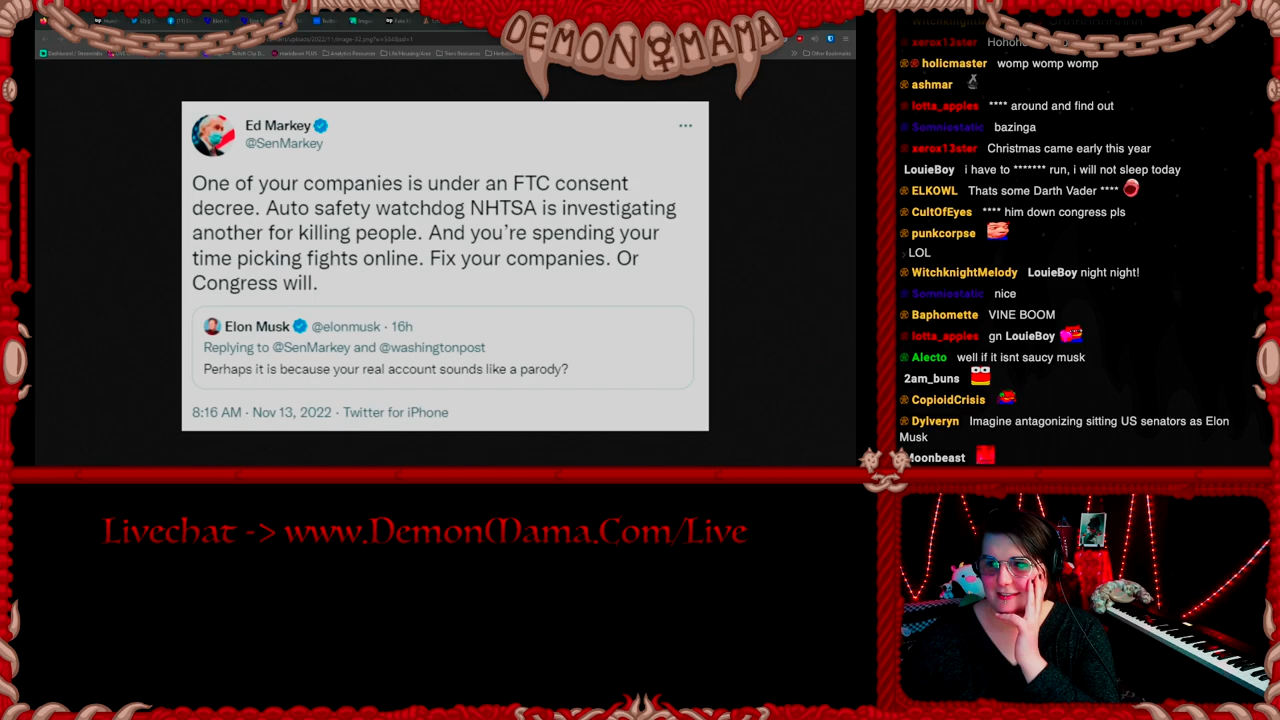 DEMON MAMA
Ed Markey
@SenMarkey
One of your companies is under an FTC consent
decree. Auto safety watchdog NHTSA is investigating
another for killing people. And you're spending your
time picking fights online. Fix your companies. Or
Congress will.
Elon Musk @elonmusk · 16h
Replying to @SenMarkey and @washingtonpost
Perhaps it is because your real account sounds like a parody?
8:16 AM · Nov 13, 2022 · Twitter for iPhone
xerox13ster
holicmaster womp womp womp
ashmar
lotta_apples **** around and find out
Somniostatic bazinga
xerox13ster Christmas came early this year
LouieBoy i have to ******* run, i will not sleep today
ELKOWL Thats some Darth Vader ****
CultOfEyes **** him down congress pls
punkcorpse
LOL
WitchknightMelody LouieBoy night night!
Somniostatic nice
Baphomette VINE BOOM
lotta_apples gn LouieBoy
Alecto well if it isnt saucy musk
2am_buns
CopioidCrisis
Dylveryn Imagine antagonizing sitting US senators as Elon
Musk
Moonbeast
Livechat -> www.DemonMama.Com/Live